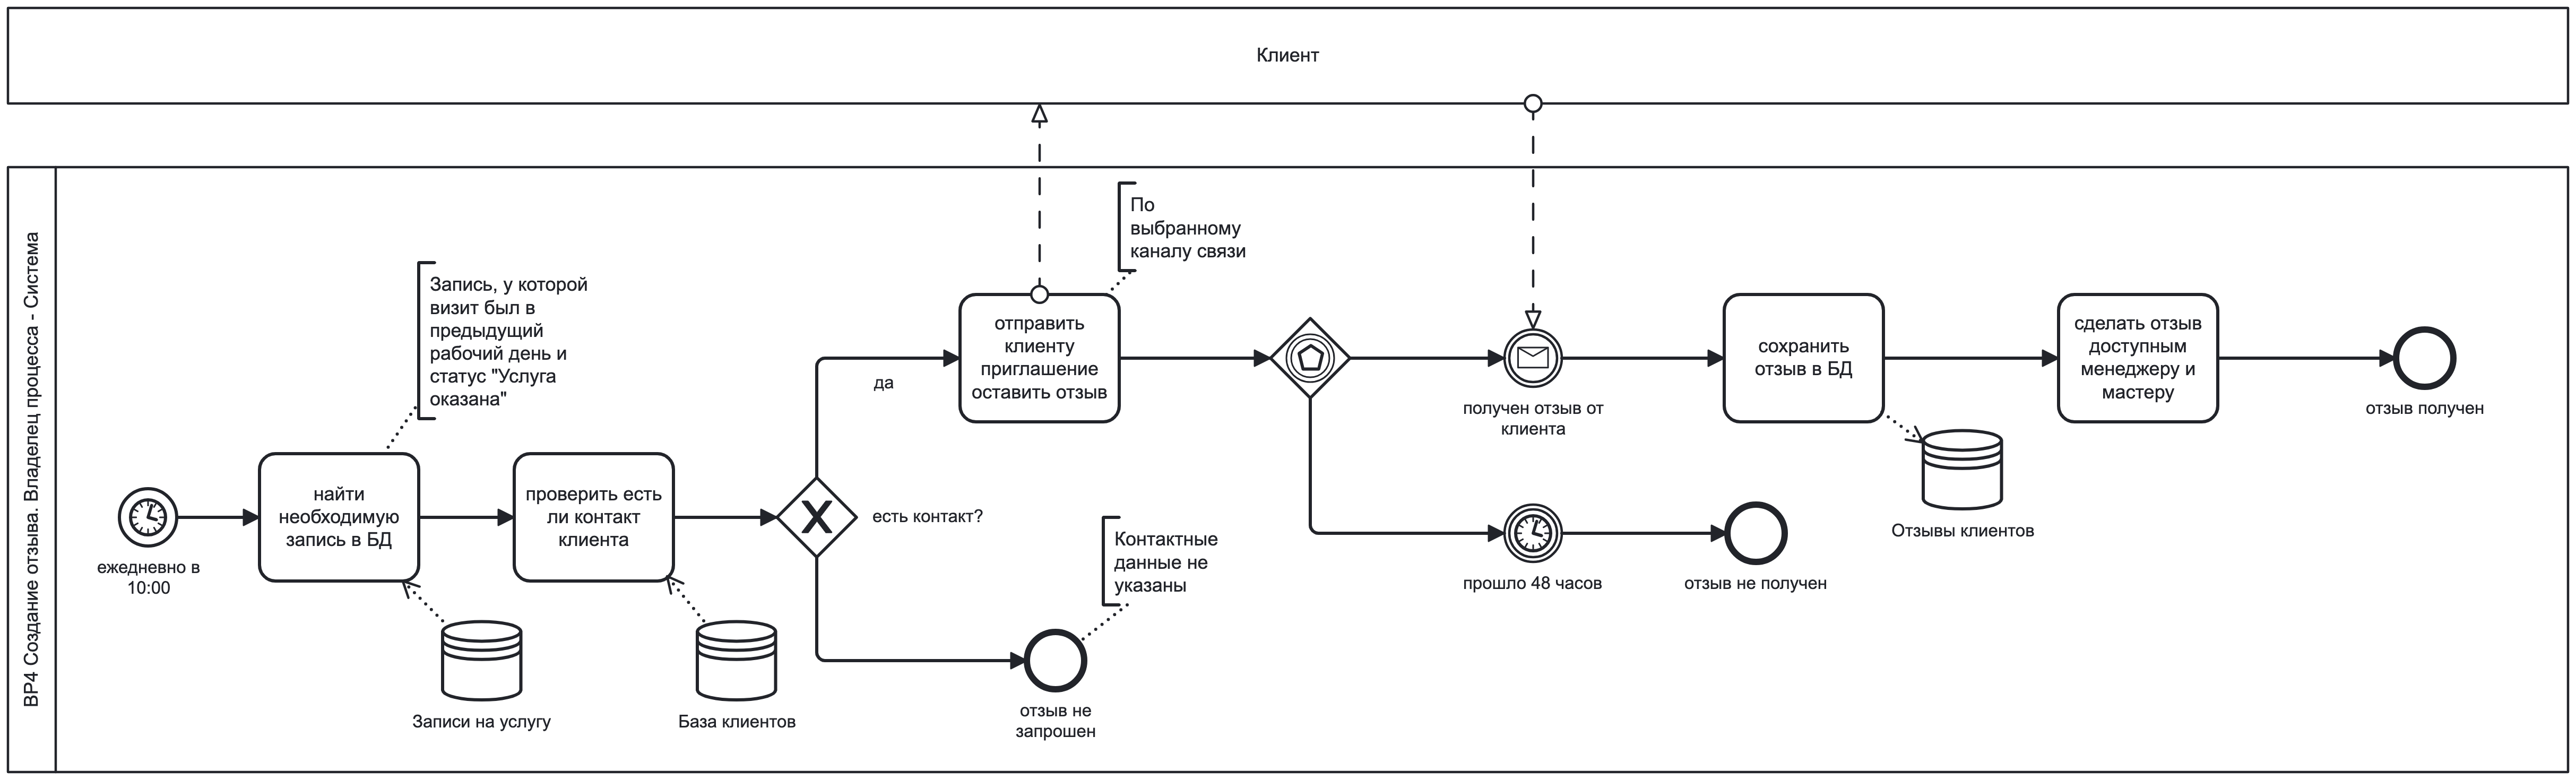 Клиент
BP4 Создание отзыва. Владелец процесса - Система
По
выбранному
каналу связи
Запись, у которой
визит был в
предыдущий
рабочий день и
статус "Услуга
оказана"
отправить
клиенту
приглашение
оставить отзыв
да
получен отзыв от
клиента
сохранить
отзыв в БД
сделать отзыв
доступным
менеджеру и
мастеру
отзыв получен
ежедневно в
10:00
найти
необходимую
запись в БД
проверить есть
ли контакт
клиента
X
есть контакт?
Контактные
данные не
указаны
прошло 48 часов
отзыв не получен
Отзывы клиентов
Записи на услугу
База клиентов
отзыв не
запрошен